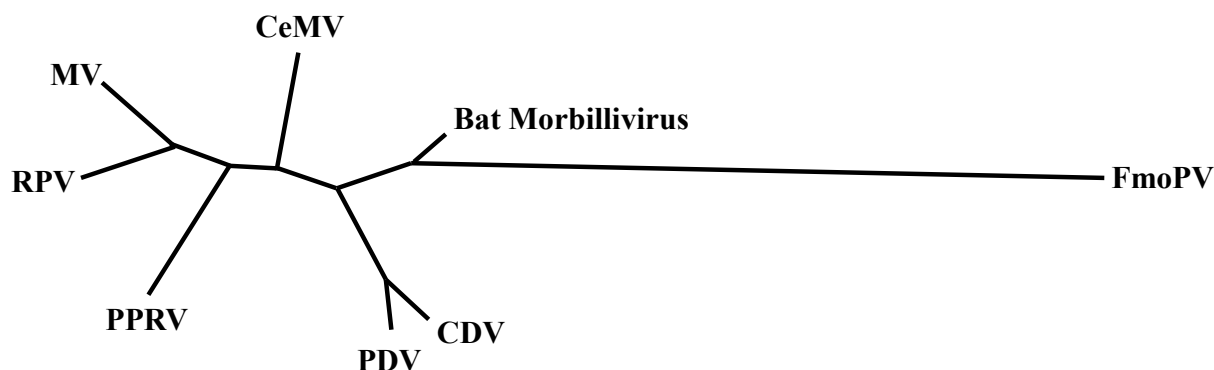 CeMV
MV
Bat Morbillivirus
RPV
FmoPV
PPRV
CDV
PDV